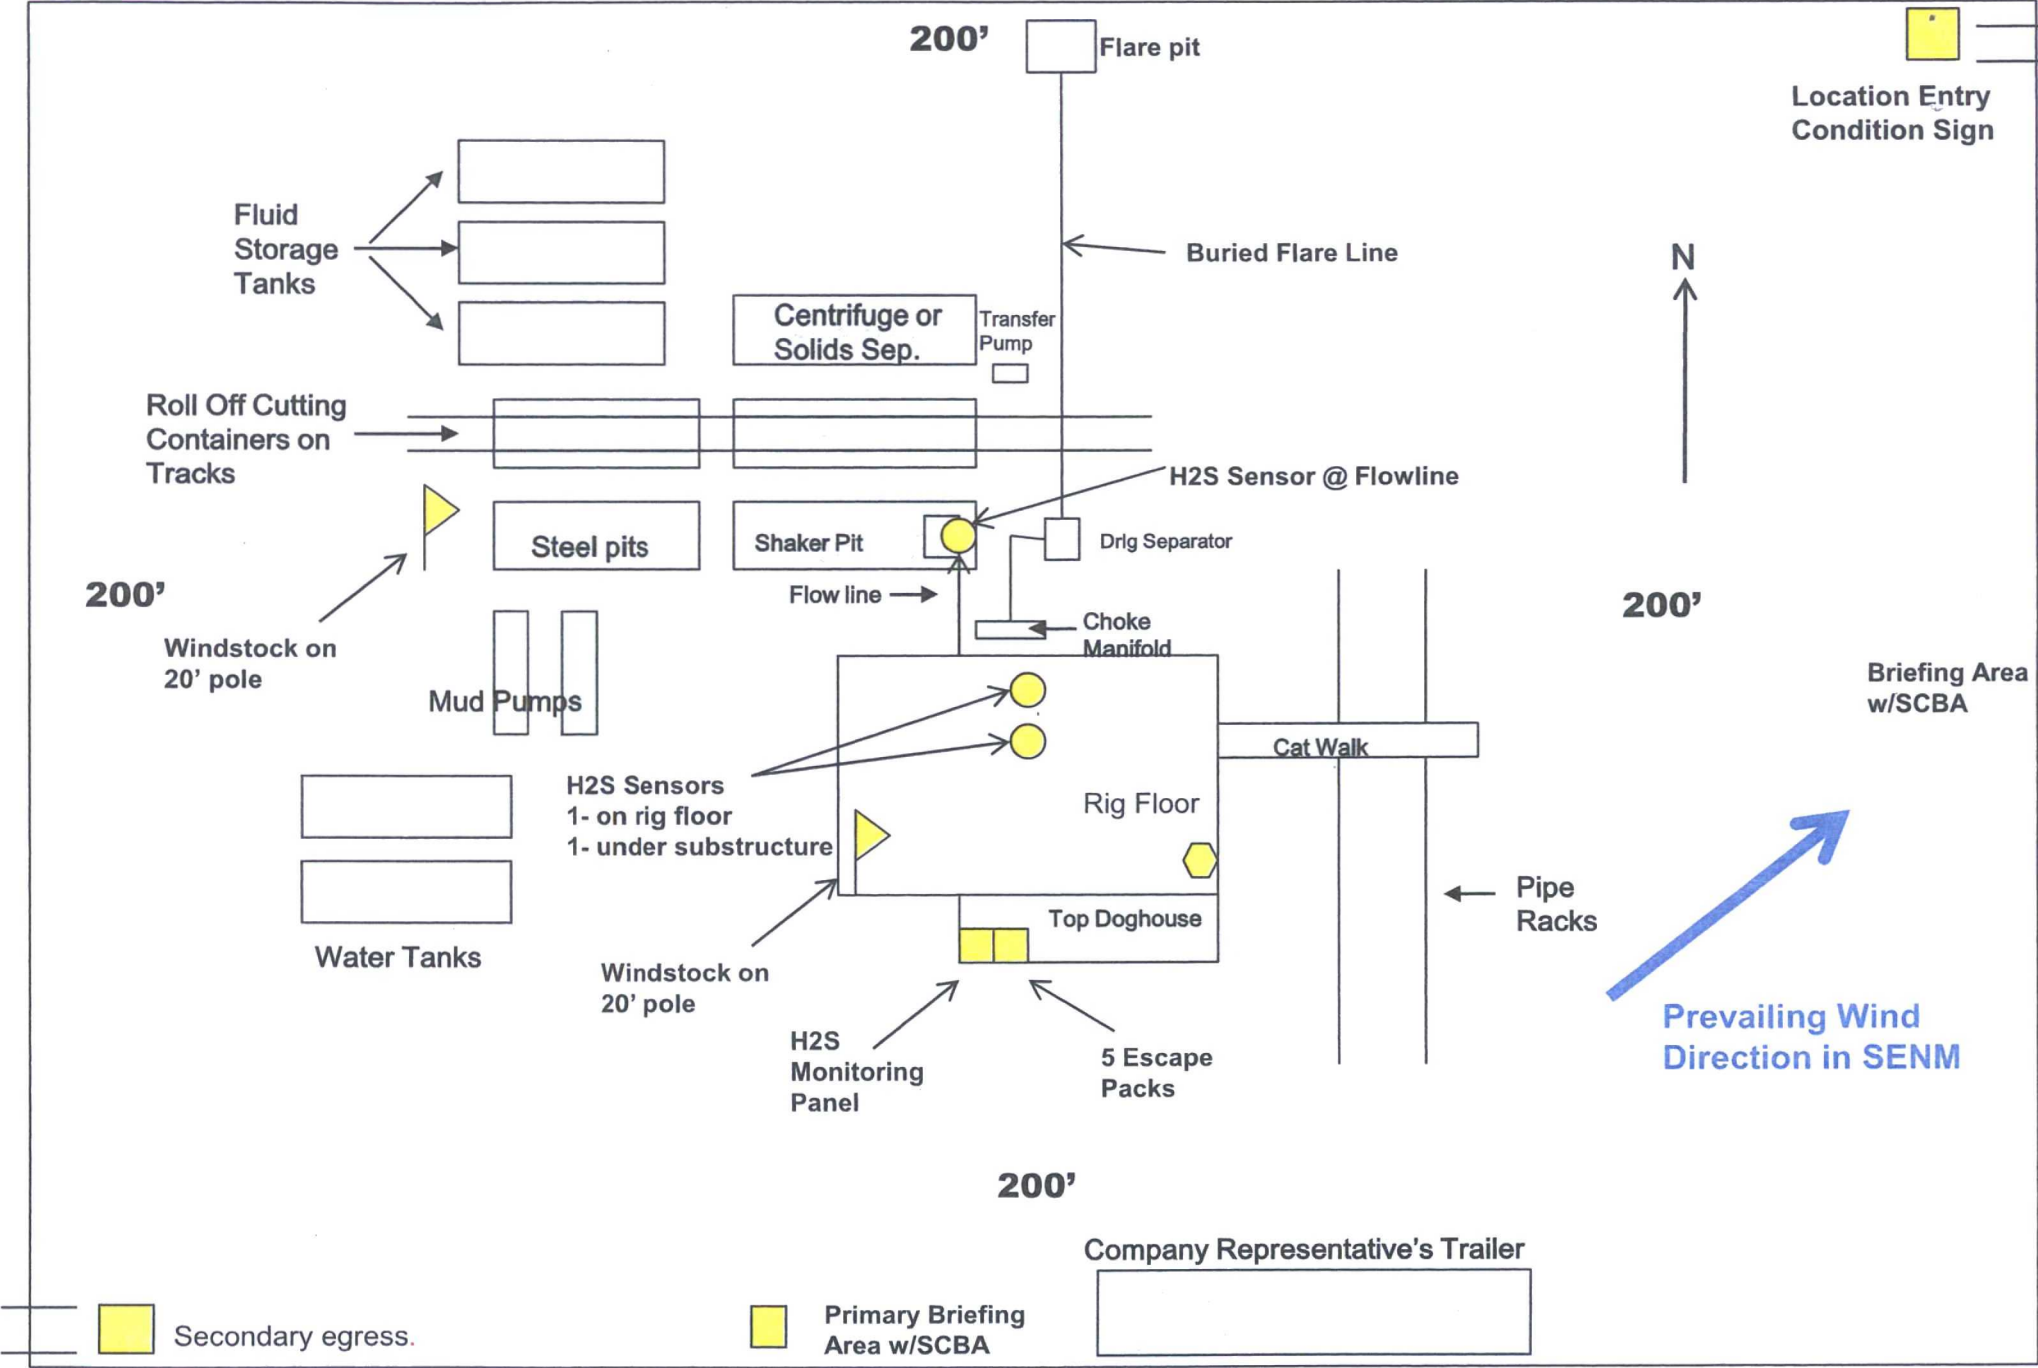 200'
Flare pit
Location Entry
Condition Sign
Fluid
Storage
Tanks
Buried Flare Line
N
Centrifuge or
Solids Sep.
Transfer
Pump
Roll Off Cutting
Containers on
Tracks
H2S Sensor @ Flowline
Steel pits
Shaker Pit
Drlg Separator
200'
Flow line
200'
Choke
Manifold
Windstock on
20' pole
Mud Pumps
Briefing Area
w/SCBA
Cat Walk
H2S Sensors
1- on rig floor
1- under substructure
Rig Floor
Pipe
Racks
Top Doghouse
Water Tanks
Windstock on
20' pole
H2S
Monitoring
Panel
5 Escape
Packs
Prevailing Wind
Direction in SENM
200'
Company Representative's Trailer
Secondary egress.
Primary Briefing
Area w/SCBA